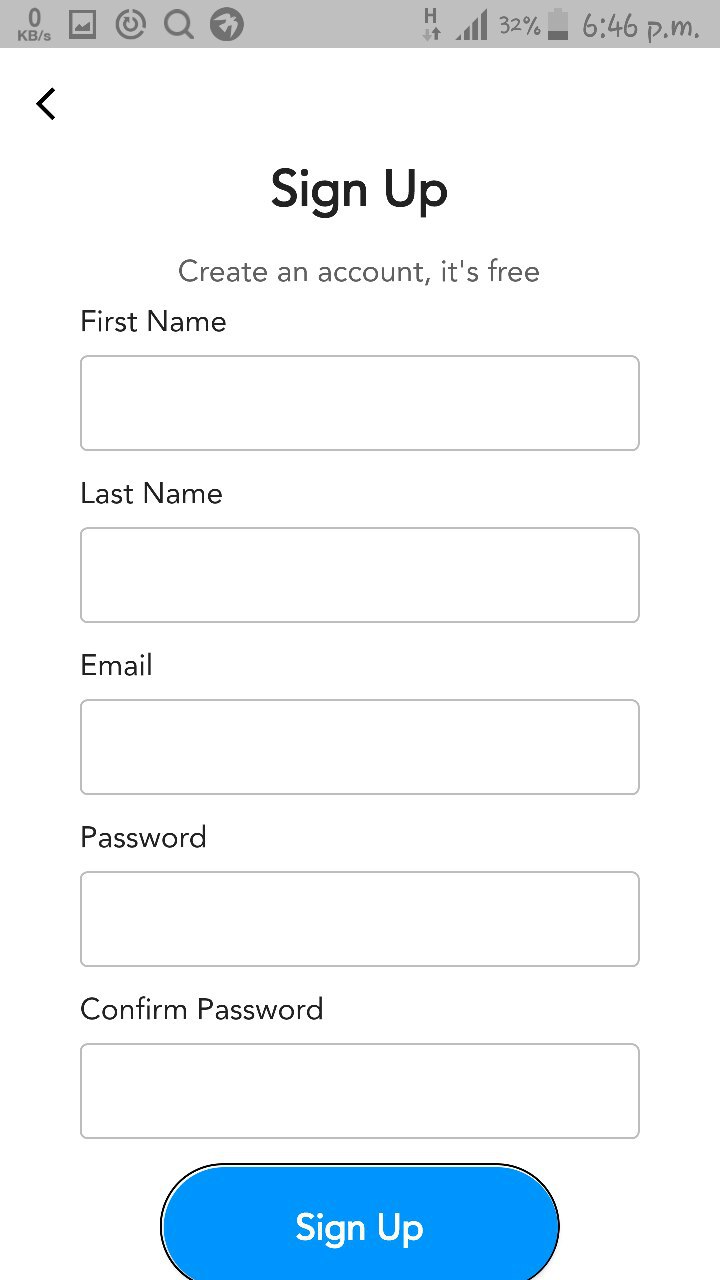 0
KB/s
H
32%
6:46 p.m.
Sign Up
Create an account, it's free
First Name
Last Name
Email
Password
Confirm Password
Sign Up